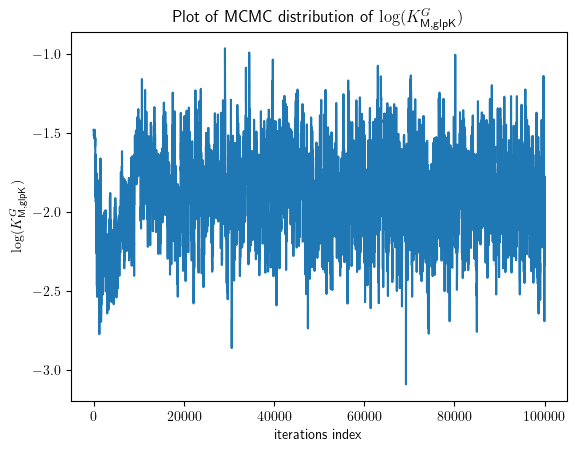 Plot of MCMC distribution of log(K^G_M,glpK)
log(K^G_M,glpK)
−1.0
−1.5
−2.0
−2.5
−3.0
0 20000 40000 60000 80000 100000
iterations index